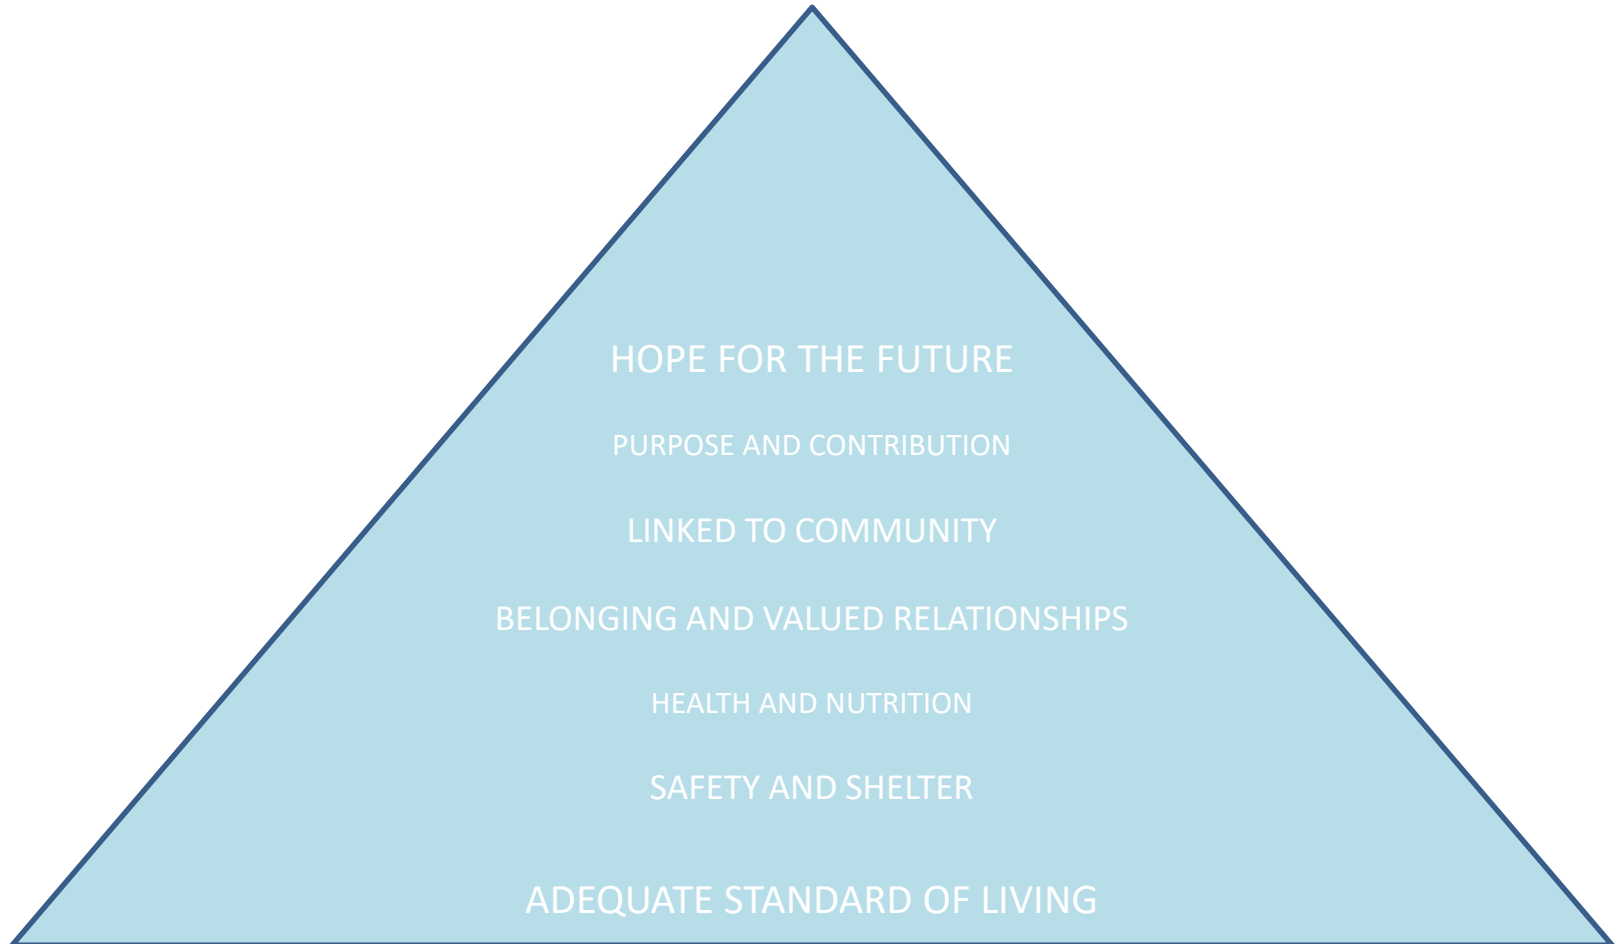 HOPE FOR THE FUTURE
PURPOSE AND CONTRIBUTION
LINKED TO COMMUNITY
BELONGING AND VALUED RELATIONSHIPS
HEALTH AND NUTRITION
SAFETY AND SHELTER
ADEQUATE STANDARD OF LIVING